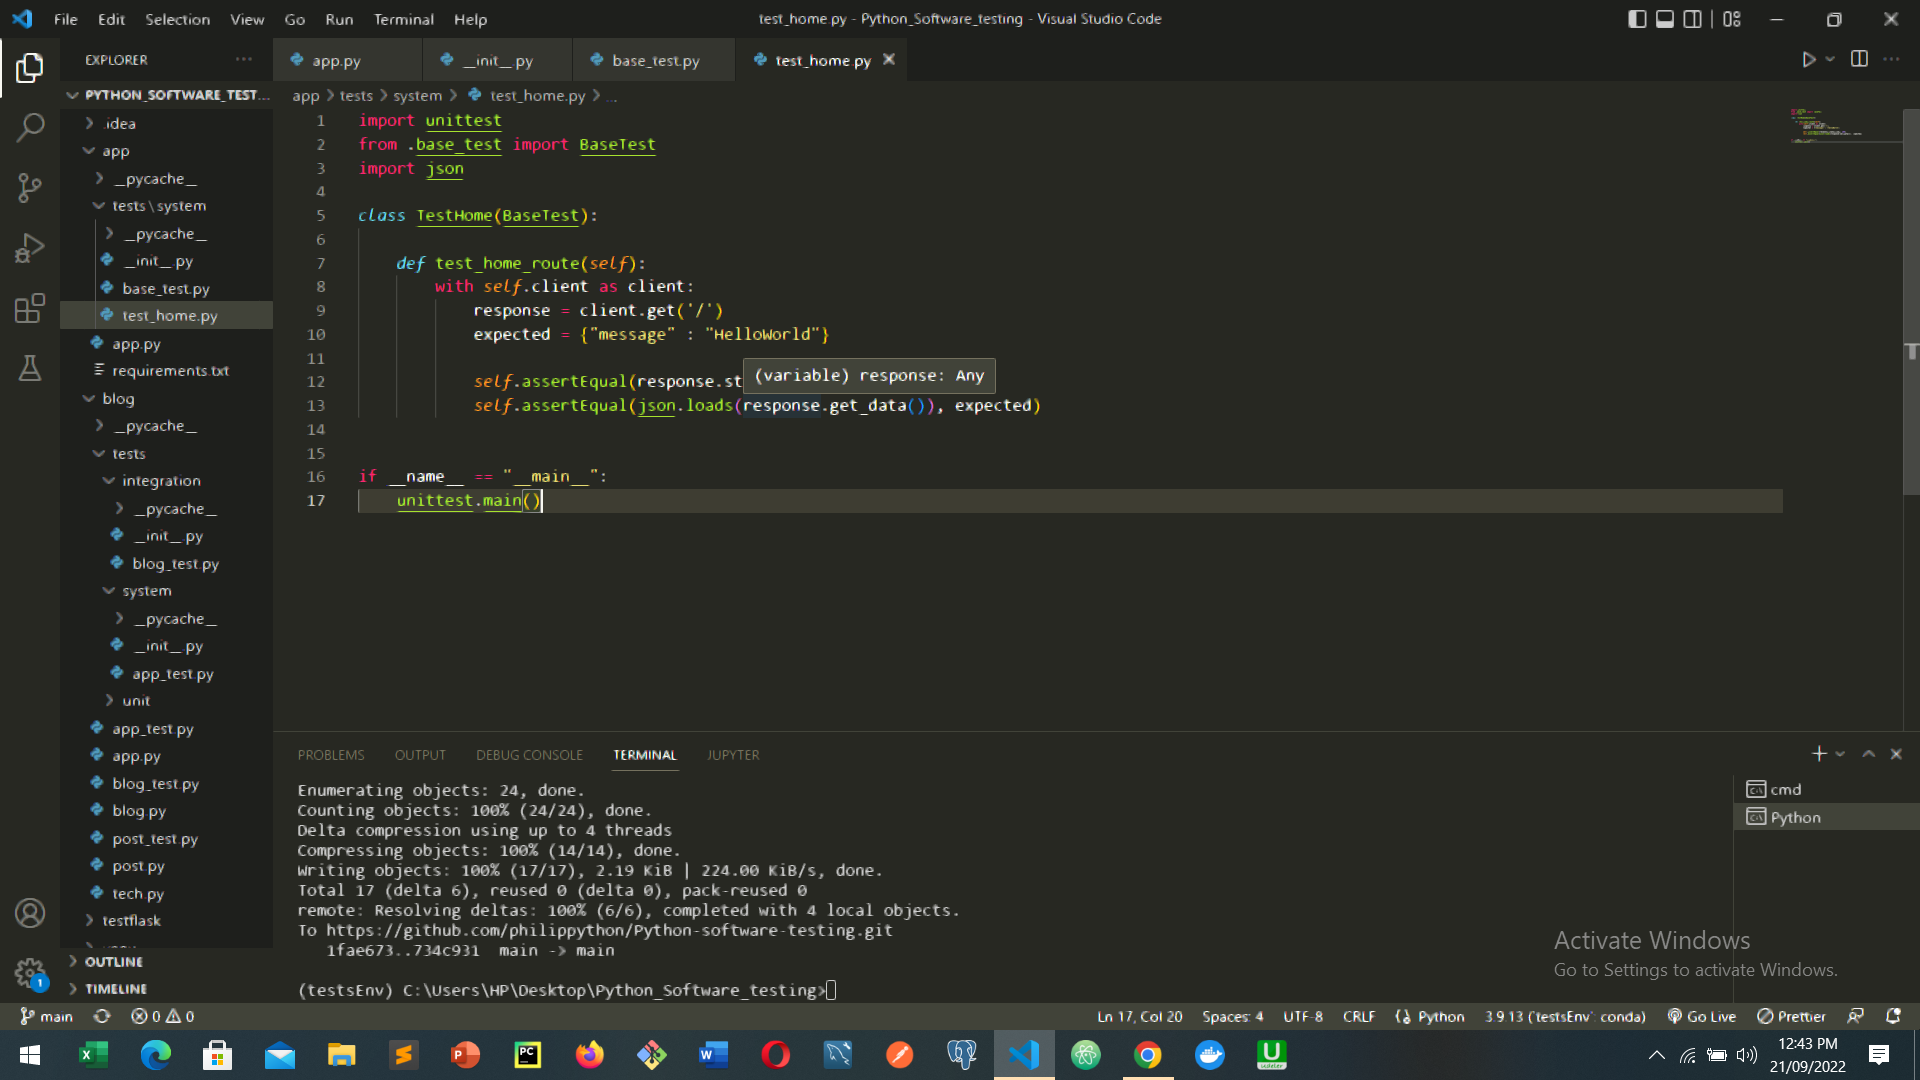 File Edit Selection View Go Run Terminal Help
test_home.py - Python_Software_testing - Visual Studio Code
EXPLORER
PYTHON_SOFTWARE_TEST...
.idea
app
__pycache__
tests\system
__pycache__
__init__.py
base_test.py
test_home.py
app.py
requirements.txt
blog
__pycache__
tests
integration
__pycache__
__init__.py
blog_test.py
system
__pycache__
__init__.py
app_test.py
unit
app_test.py
app.py
blog_test.py
blog.py
post_test.py
post.py
tech.py
testflask
OUTLINE
TIMELINE
app.py __init__.py base_test.py test_home.py
app > tests > system > test_home.py > ...
1 import unittest
2 from .base_test import BaseTest
3 import json
4
5 class TestHome(BaseTest):
6
7 def test_home_route(self):
8 with self.client as client:
9 response = client.get('/')
10 expected = {"message" : "HelloWorld"}
11
12 self.assertEqual(response.st
(variable) response: Any
13 self.assertEqual(json.loads(response.get_data()), expected)
14
15
16 if __name__ == "__main__":
17 unittest.main()
PROBLEMS OUTPUT DEBUG CONSOLE TERMINAL JUPYTER
Enumerating objects: 24, done.
Counting objects: 100% (24/24), done.
Delta compression using up to 4 threads
Compressing objects: 100% (14/14), done.
Writing objects: 100% (17/17), 2.19 KiB | 224.00 KiB/s, done.
Total 17 (delta 6), reused 0 (delta 0), pack-reused 0
remote: Resolving deltas: 100% (6/6), completed with 4 local objects.
To https://github.com/philippython/Python-software-testing.git
1fae673..734c931 main -> main
(testsEnv) C:\Users\HP\Desktop\Python_Software_testing>
cmd
Python
Activate Windows
Go to Settings to activate Windows.
main 0 0 Ln 17, Col 20 Spaces: 4 UTF-8 CRLF Python 3.9.13 ('testsEnv': conda) Go Live Prettier
12:43 PM
21/09/2022